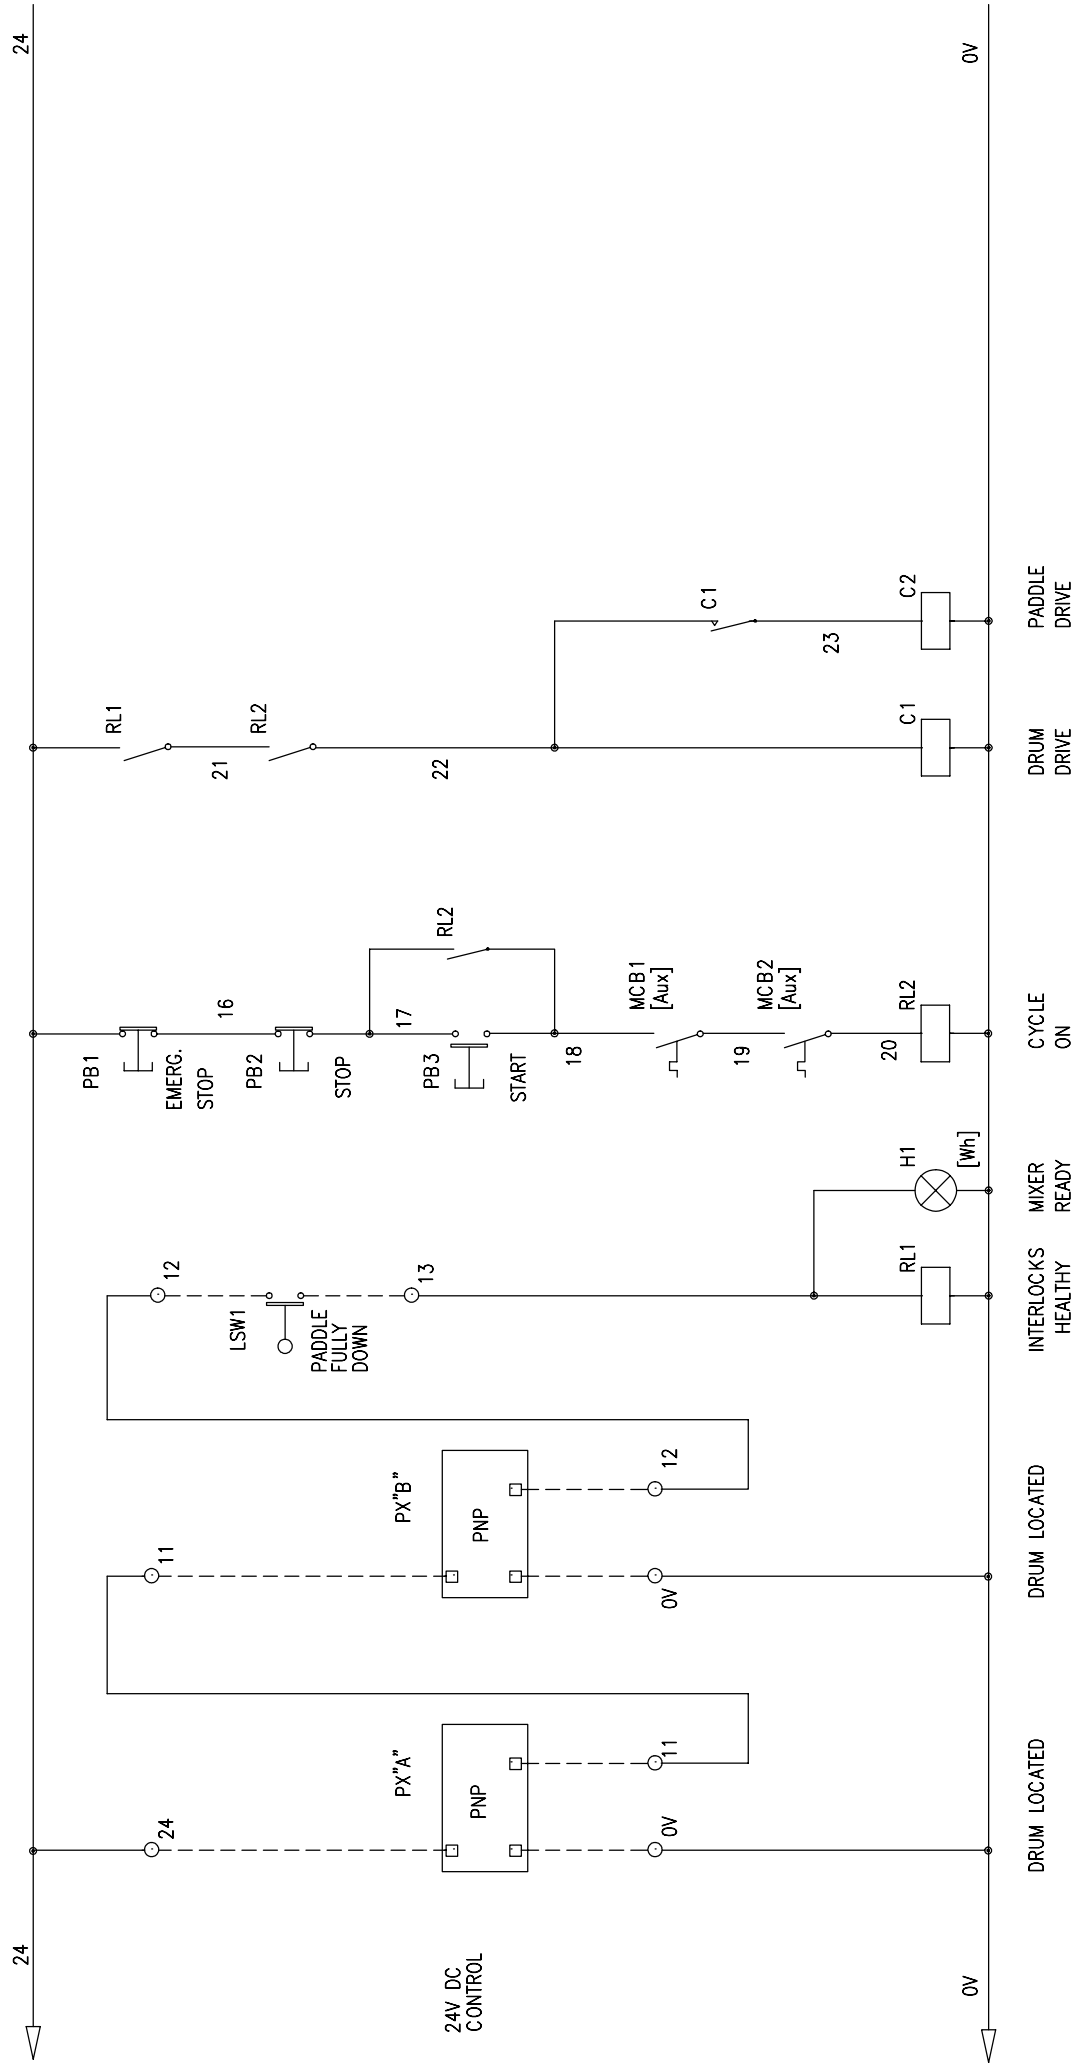 24
24
24V DC
CONTROL
24
PX"A"
PNP
0V
11
0V
DRUM LOCATED
11
PX"B"
PNP
0V
12
DRUM LOCATED
12
LSW1
PADDLE
FULLY
DOWN
13
RL1
INTERLOCKS
HEALTHY
H1
[Wh]
MIXER
READY
PB1
EMERG.
STOP
16
PB2
STOP
17
RL2
PB3
START
18
MCB1
[Aux]
19
MCB2
[Aux]
20
RL2
CYCLE
ON
RL1
21
RL2
22
C1
DRUM
DRIVE
C1
23
C2
PADDLE
DRIVE
0V